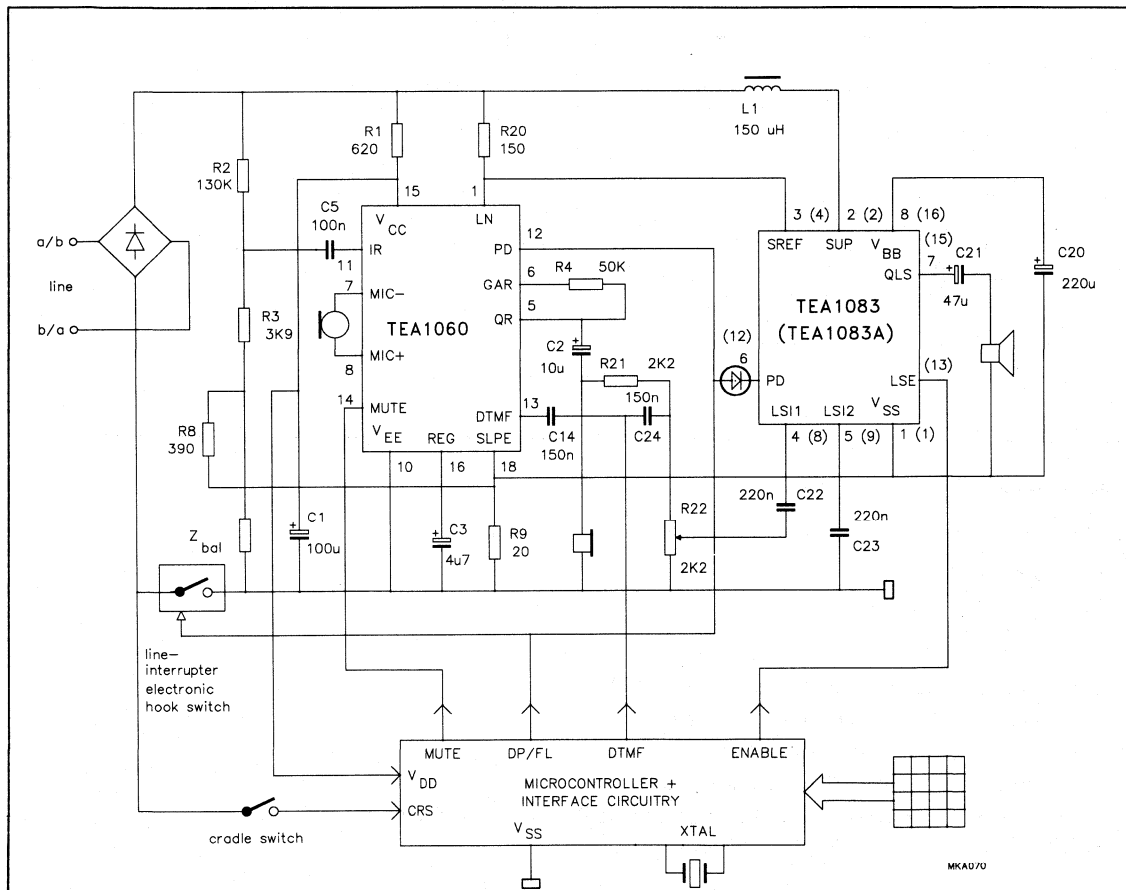 L1
150 uH
R1
620
R20
150
R2
130K
15
1
3 (4)
2 (2)
8 (16)
C5
100n
V CC
LN
12
SREF
SUP
V BB
(15)
a/b
IR
PD
7
C21
C20
11
6
R4
50K
QLS
47u
220u
line
7
GAR
MIC-
5
TEA1083
b/a
R3
3K9
TEA1060
QR
(TEA1083A)
C2
(12)
8
MIC+
10u
R21
2K2
6
(13)
14
MUTE
13
150n
PD
LSE
DTMF
C14
C24
LSI1
LSI2
V SS
R8
390
V EE
REG
SLPE
150n
4 (8)
5 (9)
1 (1)
10
16
18
220n
C22
C1
100u
C3
4u7
R9
20
R22
220n
Z bal
2K2
C23
line-
interrupter
electronic
hook switch
MUTE
DP/FL
DTMF
ENABLE
V DD
MICROCONTROLLER +
INTERFACE CIRCUITRY
CRS
cradle switch
V SS
XTAL
MKA070
+
+
+
+
+